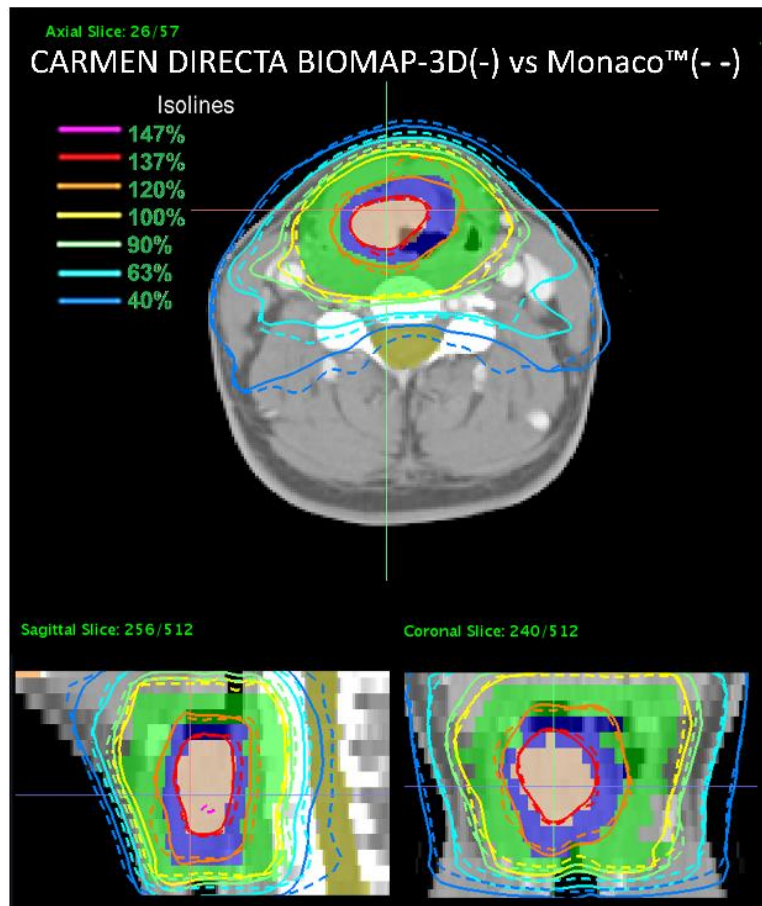 Axial Slice: 26/57
CARMEN DIRECTA BIOMAP-3D(-) vs Monaco™(- -)
Isolines
147%
137%
120%
100%
90%
63%
40%
Sagittal Slice: 256/512
Coronal Slice: 240/512